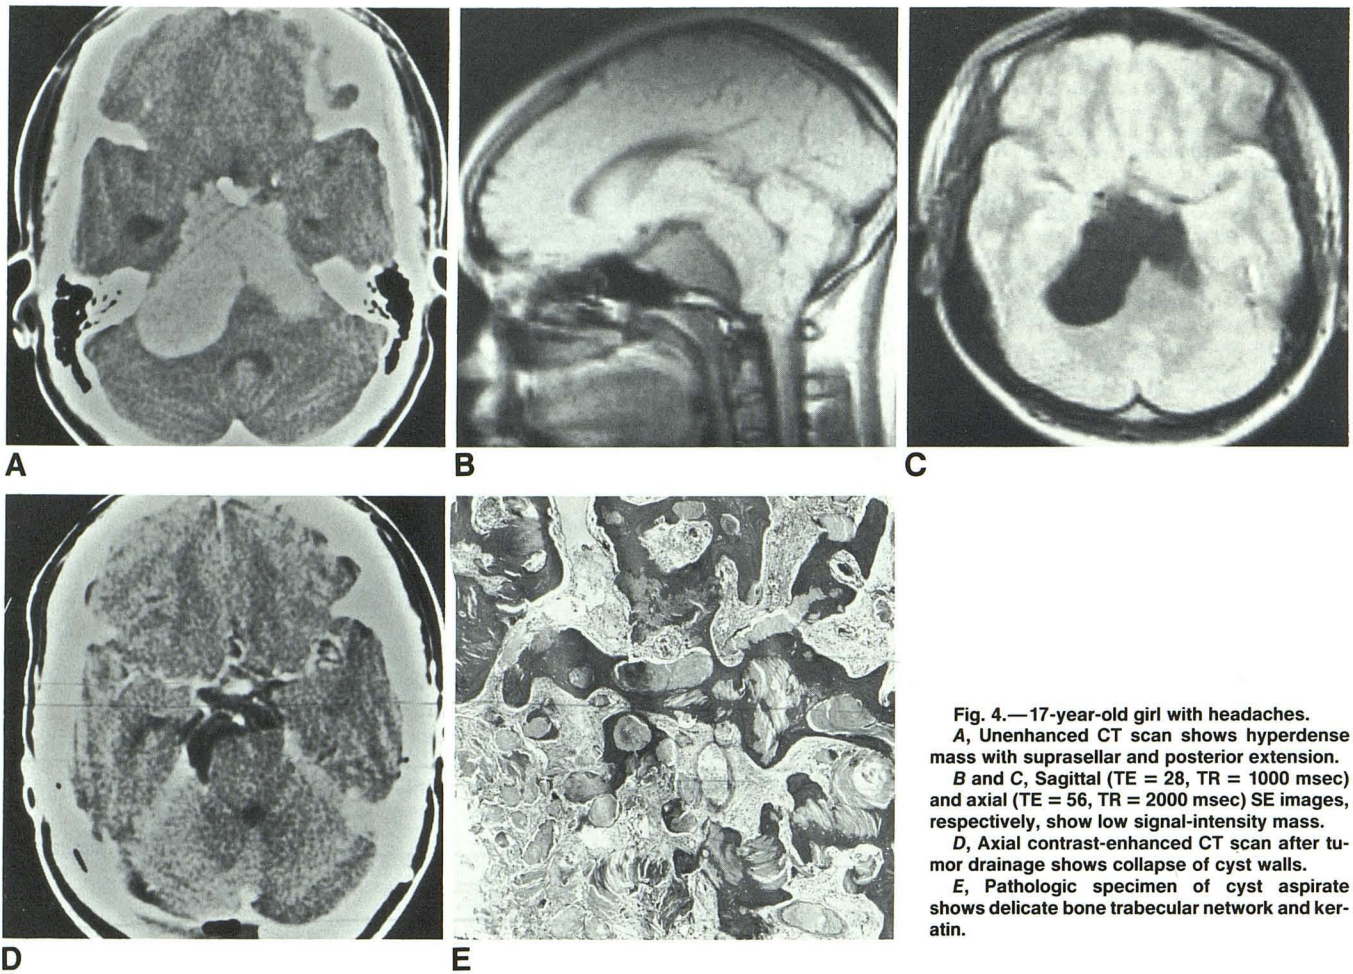 A
B
C
D
E
Fig. 4.—17-year-old girl with headaches.
A, Unenhanced CT scan shows hyperdense
mass with suprasellar and posterior extension.
B and C, Sagittal (TE = 28, TR = 1000 msec)
and axial (TE = 56, TR = 2000 msec) SE images,
respectively, show low signal-intensity mass.
D, Axial contrast-enhanced CT scan after tu-
mor drainage shows collapse of cyst walls.
E, Pathologic specimen of cyst aspirate
shows delicate bone trabecular network and ker-
atin.